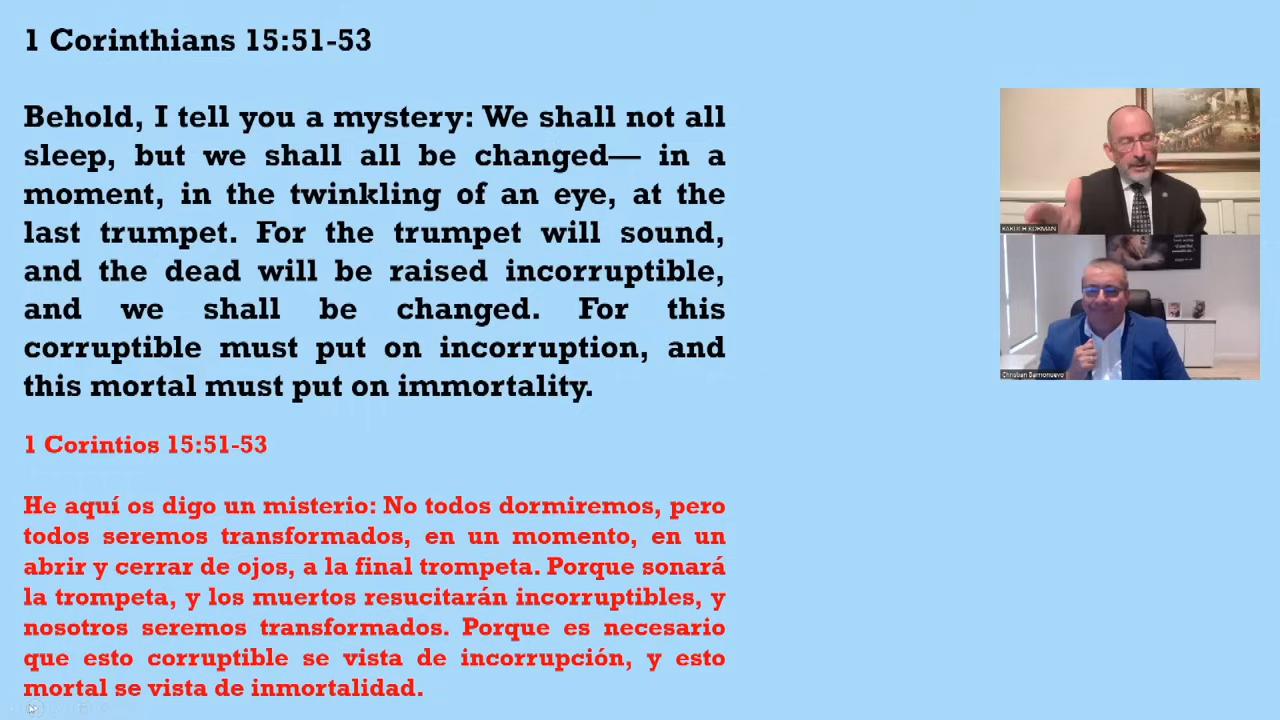 1 Corinthians 15:51-53
Behold, I tell you a mystery: We shall not all
sleep, but we shall all be changed— in a
moment, in the twinkling of an eye, at the
last trumpet. For the trumpet will sound,
and the dead will be raised incorruptible,
and we shall be changed. For this
corruptible must put on incorruption, and
this mortal must put on immortality.
1 Corintios 15:51-53
He aquí os digo un misterio: No todos dormiremos, pero
todos seremos transformados, en un momento, en un
abrir y cerrar de ojos, a la final trompeta. Porque sonará
la trompeta, y los muertos resucitarán incorruptibles, y
nosotros seremos transformados. Porque es necesario
que esto corruptible se vista de incorrupción, y esto
mortal se vista de inmortalidad.
BARUCH KORMAN
Christian Barrionuevo